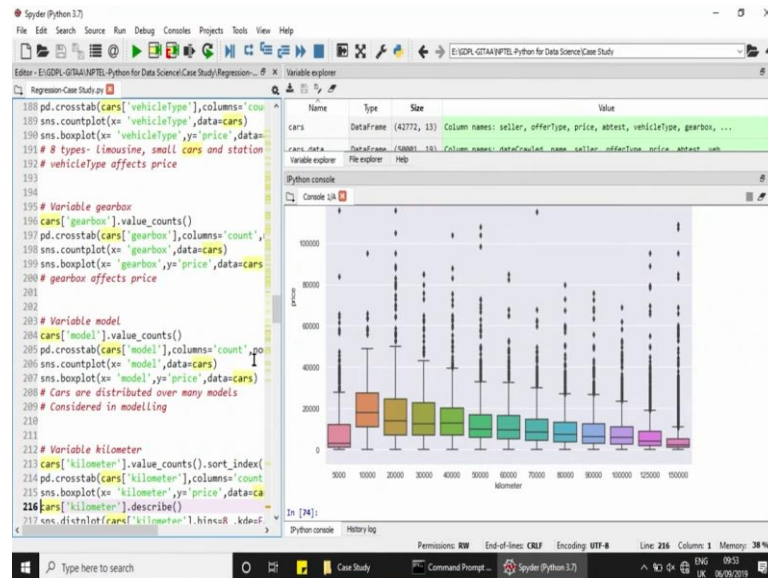 Spyder (Python 3.7)
File Edit Search Source Run Debug Consoles Projects Tools View Help
E:\GDPL-GITAA\NPTEL-Python for Data Science\Case Study
Editor - E:\GDPL-GITAA\NPTEL-Python for Data Science\Case Study\Regression-...
Regression-Case Study.py
188 pd.crosstab(cars['vehicleType'],columns='cou
189 sns.countplot(x= 'vehicleType',data=cars)
190 sns.boxplot(x= 'vehicleType',y='price',data=
191 # 8 types- limousine, small cars and station
192 # vehicleType affects price
193
194
195 # Variable gearbox
196 cars['gearbox'].value_counts()
197 pd.crosstab(cars['gearbox'],columns='count',
198 sns.countplot(x= 'gearbox',data=cars)
199 sns.boxplot(x= 'gearbox',y='price',data=cars
200 # gearbox affects price
201
202
203 # Variable model
204 cars['model'].value_counts()
205 pd.crosstab(cars['model'],columns='count',no
206 sns.countplot(x= 'model',data=cars)
207 sns.boxplot(x= 'model',y='price',data=cars)
208 # Cars are distributed over many models
209 # Considered in modelling
210
211
212 # Variable kilometer
213 cars['kilometer'].value_counts().sort_index(
214 pd.crosstab(cars['kilometer'],columns='count
215 sns.boxplot(x= 'kilometer',y='price',data=ca
216 cars['kilometer'].describe()
217 sns.distplot(cars['kilometer'],bins=8 ,kde=F
Variable explorer
Name Type Size Value
cars DataFrame (42772, 13) Column names: seller, offerType, price, abtest, vehicleType, gearbox, ...
cars_data DataFrame (50001, 19) Column names: dateCrawled, name, seller, offerType, price, abtest, veh
Variable explorer File explorer Help
IPython console
Console 1/A
100000
80000
60000
40000
20000
0
price
5000 10000 20000 30000 40000 50000 60000 70000 80000 90000 100000 125000 150000
kilometer
In [74]:
IPython console History log
Permissions: RW End-of-lines: CRLF Encoding: UTF-8 Line: 216 Column: 1 Memory: 38 %
Type here to search
Case Study
Command Prompt ...
Spyder (Python 3.7)
ENG
UK
09:53
06/09/2019